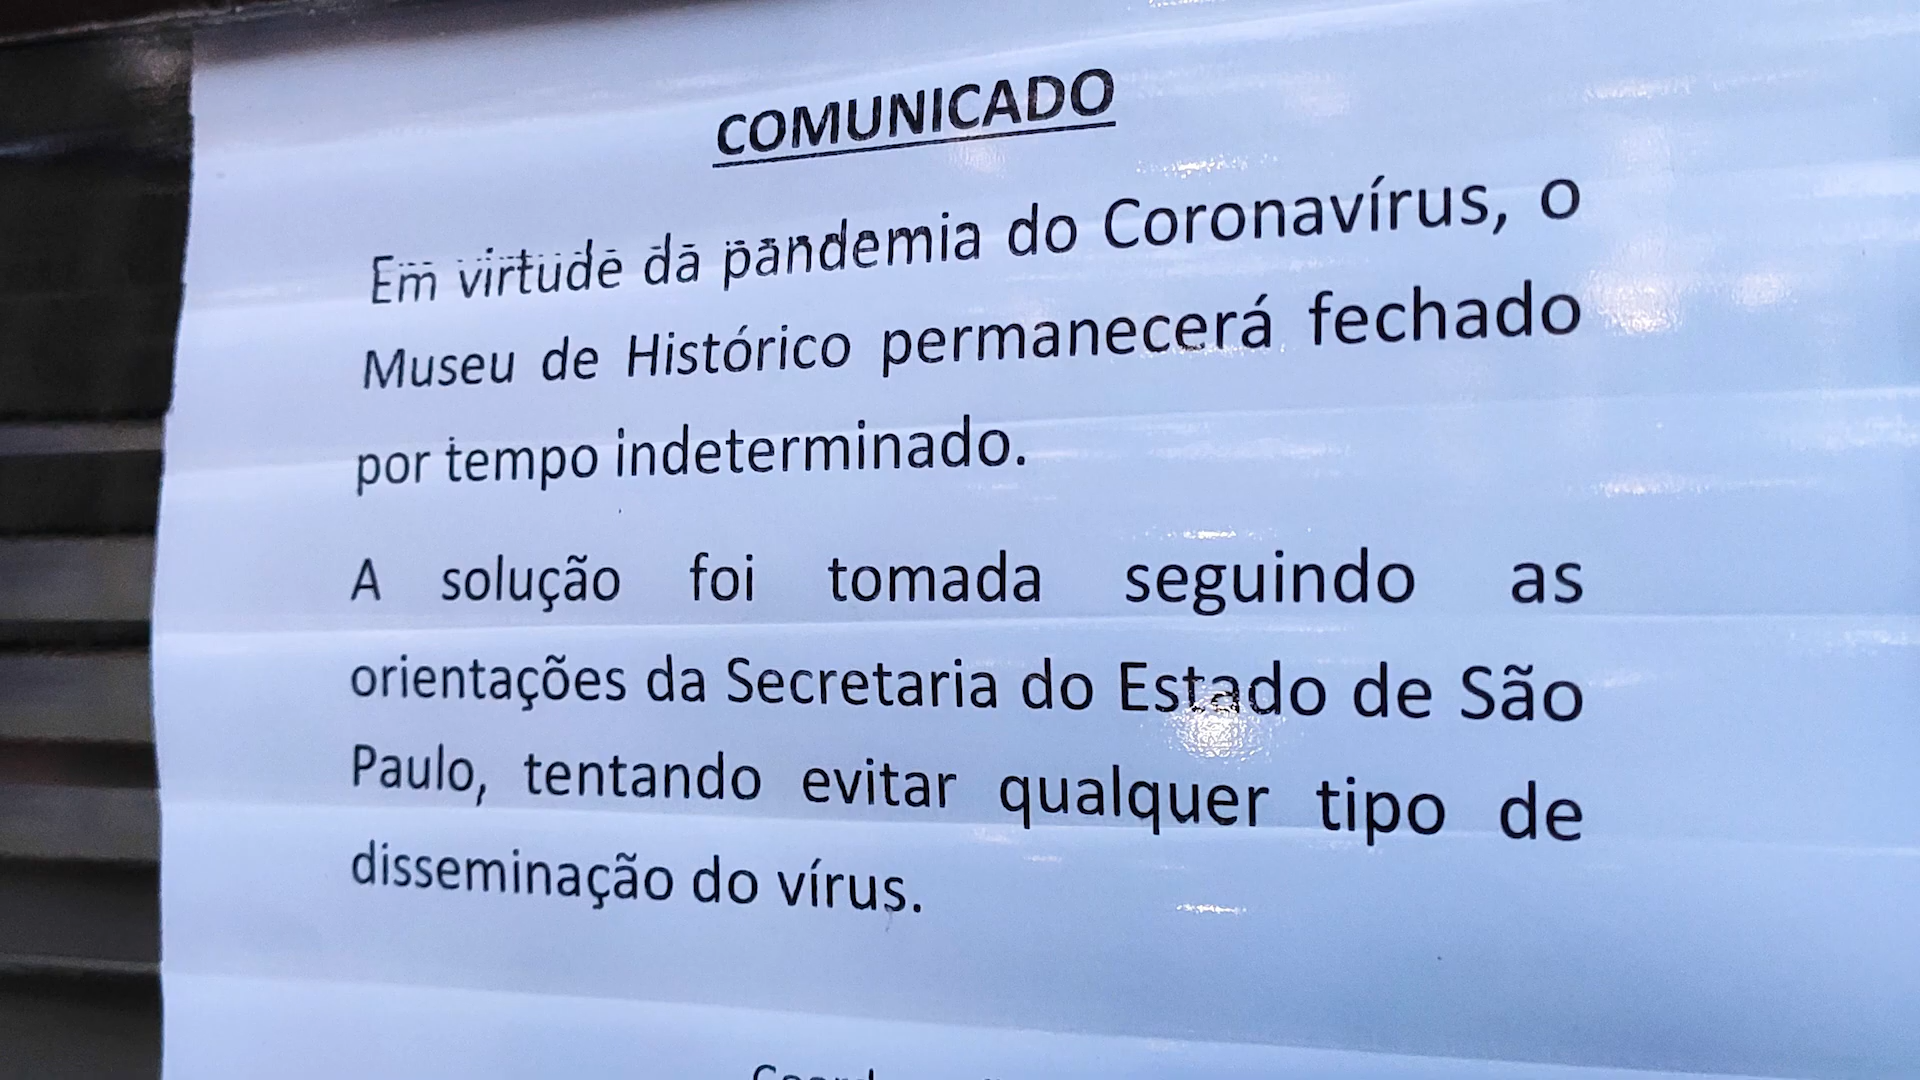 COMUNICADO
Em virtude da pandemia do Coronavírus, o
Museu de Histórico permanecerá fechado
por tempo indeterminado.
A solução foi tomada seguindo as
orientações da Secretaria do Estado de São
Paulo, tentando evitar qualquer tipo de
disseminação do vírus.